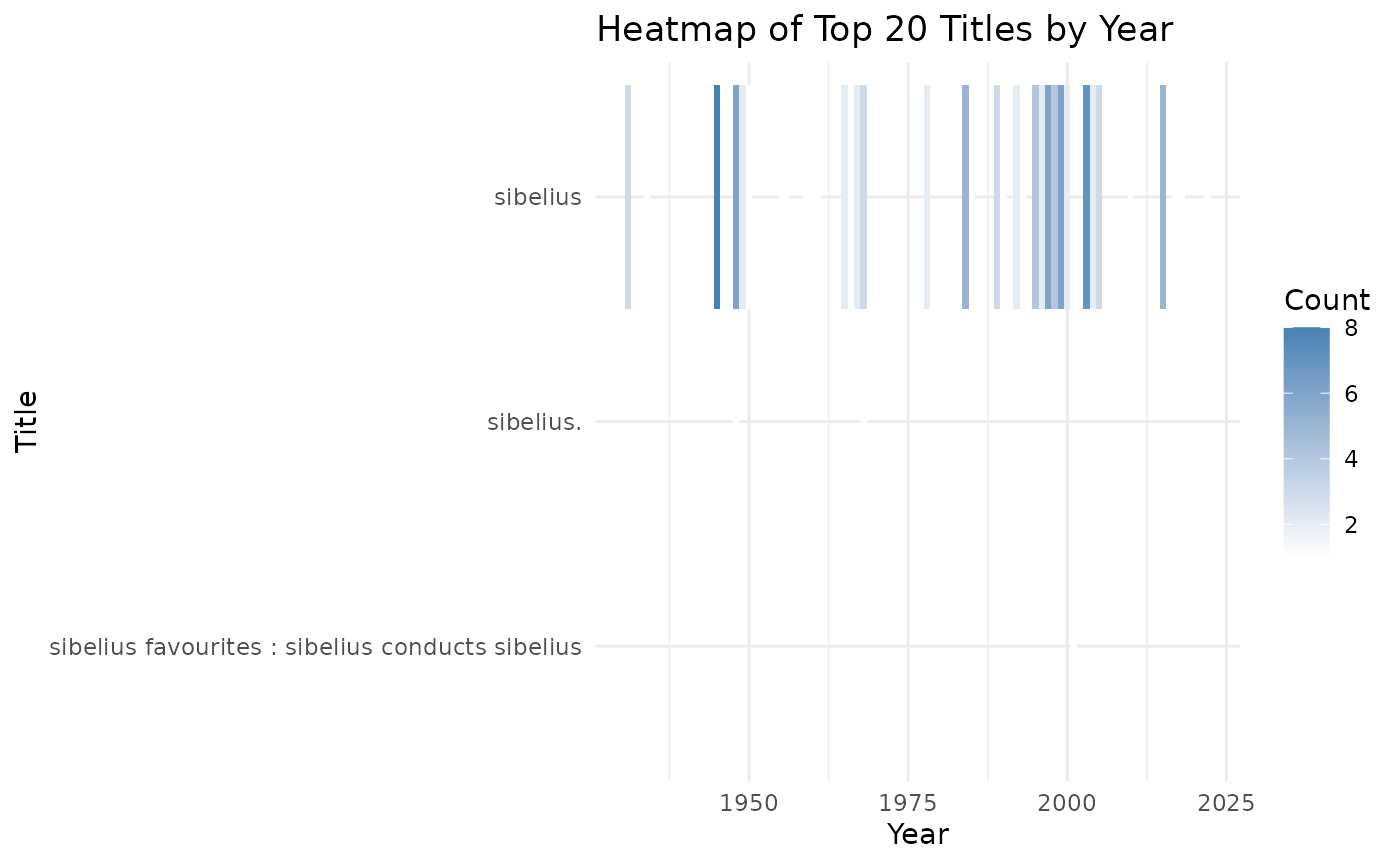 Heatmap of Top 20 Titles by Year
Title
sibelius
sibelius.
sibelius favourites : sibelius conducts sibelius
1950
1975
2000
2025
Year
Count
8
6
4
2